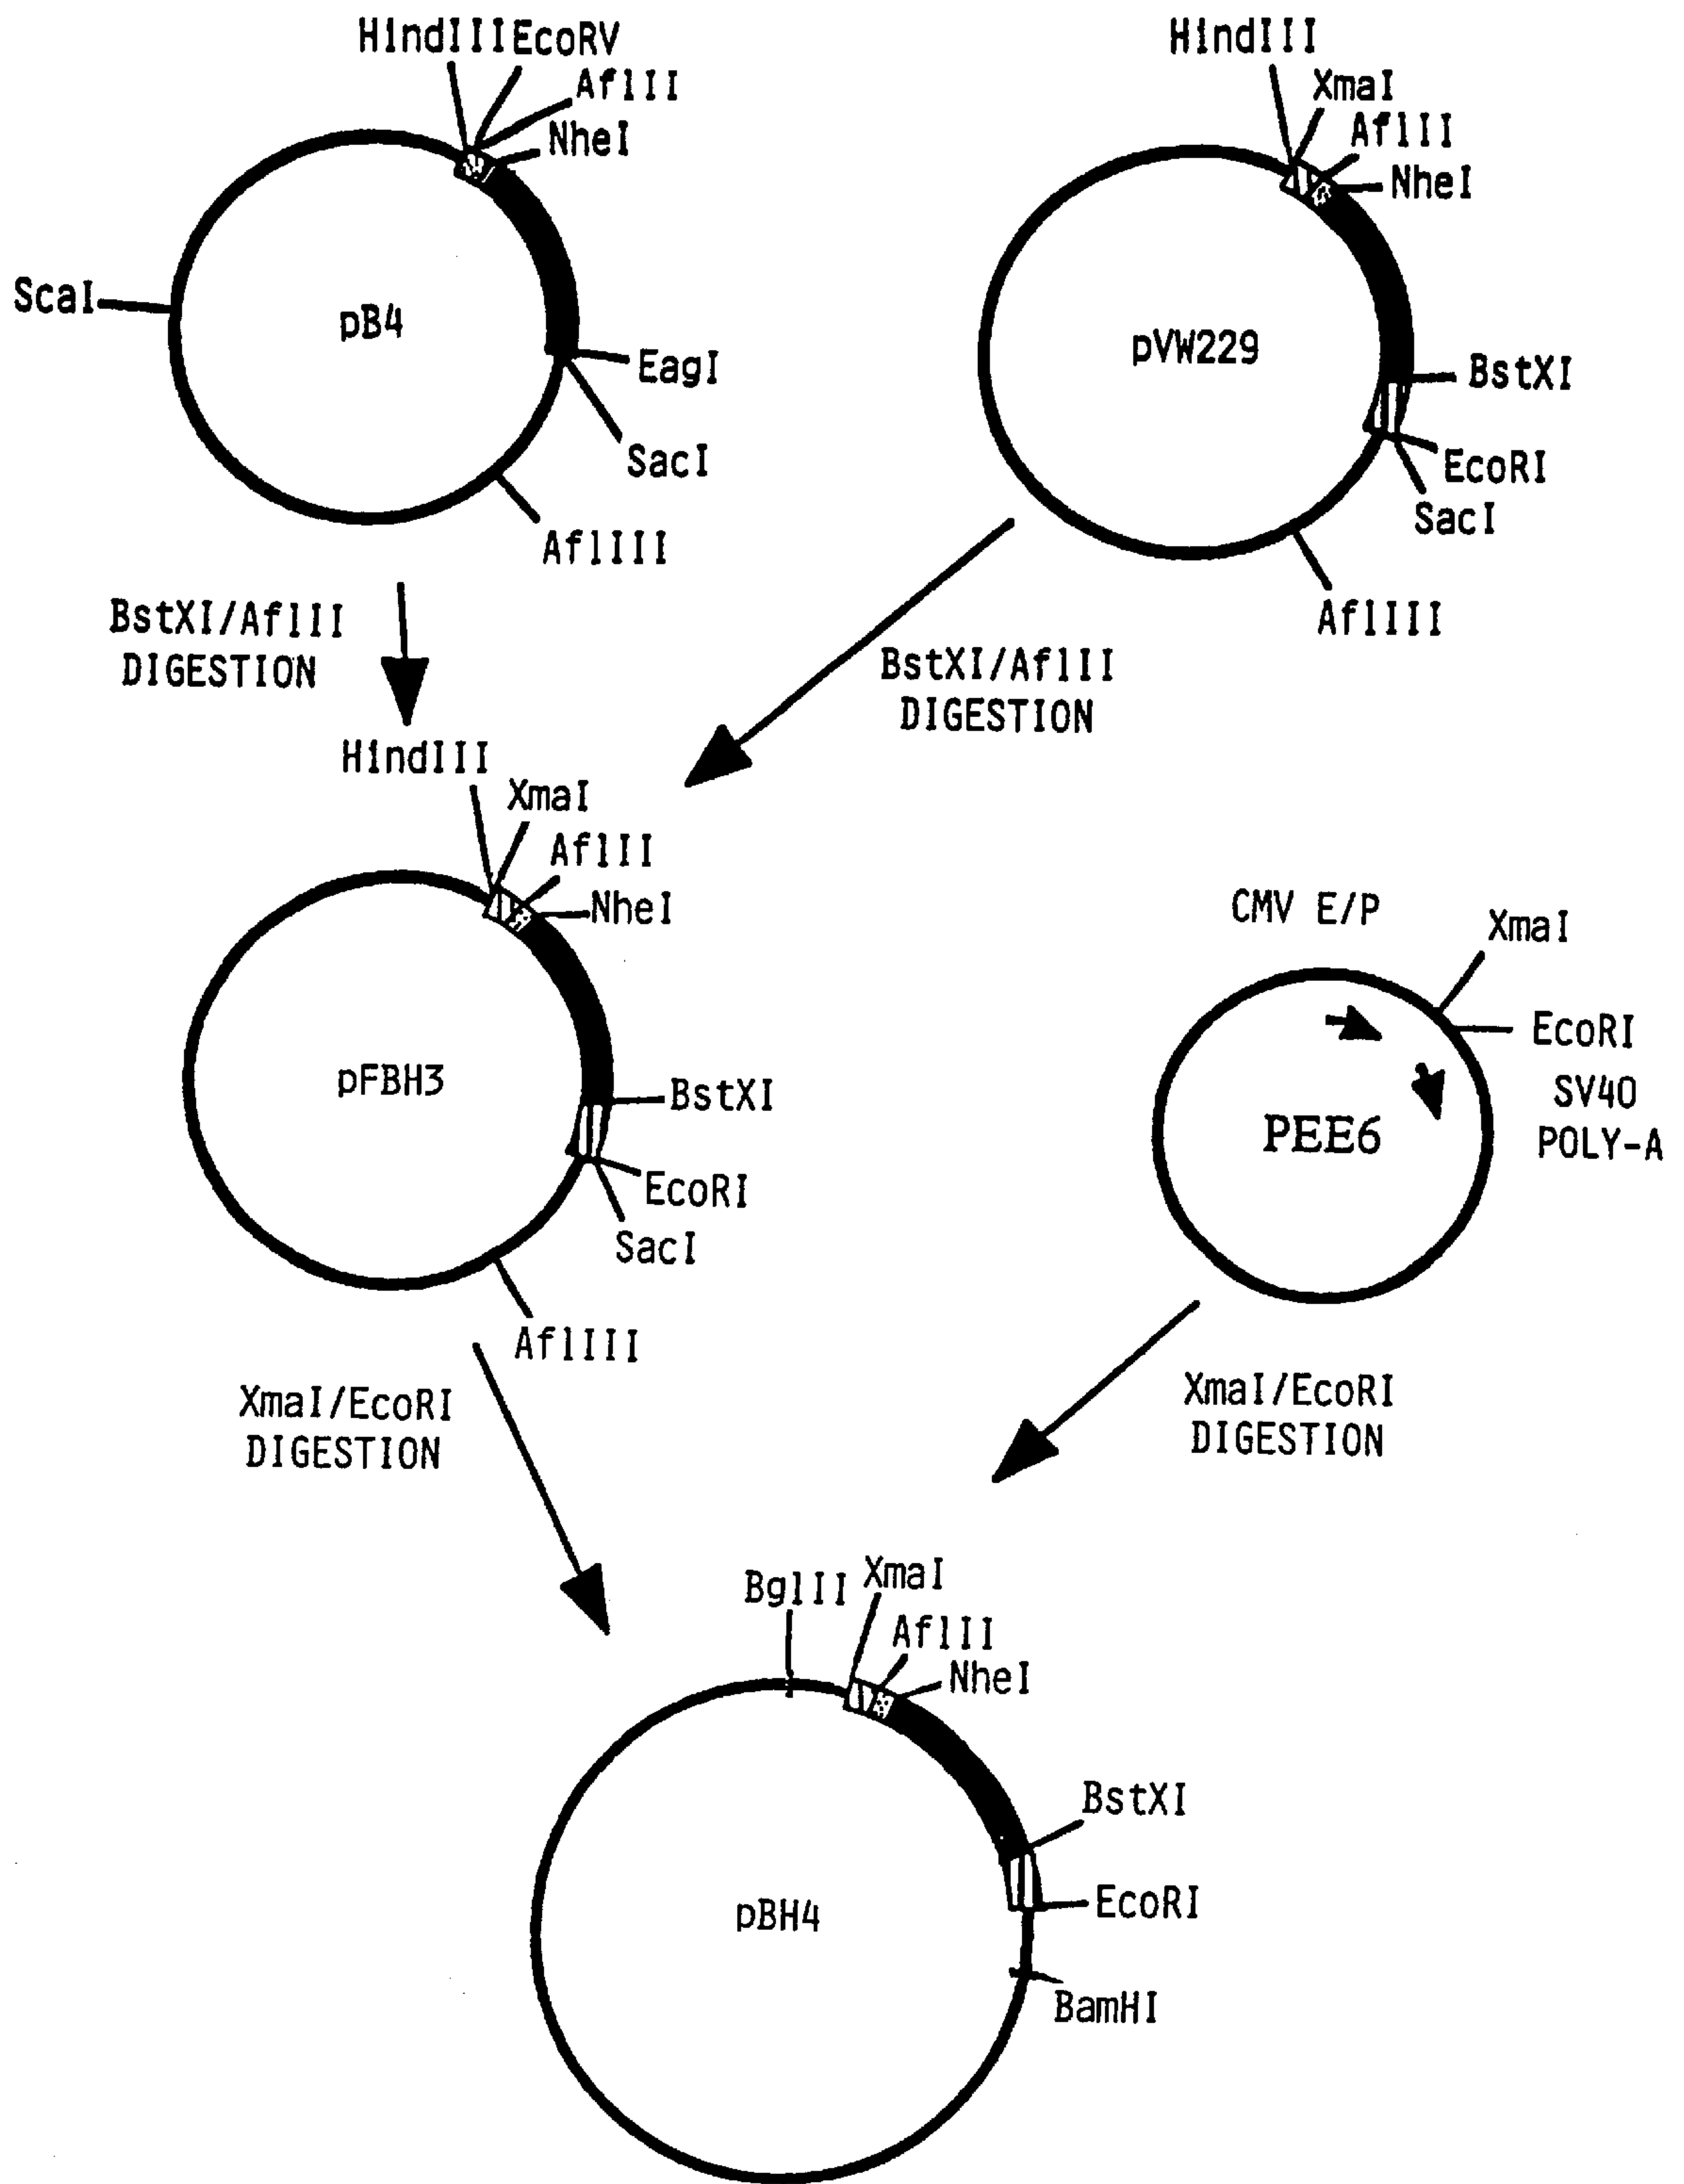 HindIII EcoRV
AflII
NheI
ScaI
pB4
EagI
SacI
AflIII
HindIII
XmaI
AflII
NheI
pVW229
BstXI
EcoRI
SacI
AflIII
BstXI/AflII
DIGESTION
BstXI/AflII
DIGESTION
HindIII
XmaI
AflII
NheI
pFBH3
BstXI
EcoRI
SacI
AflIII
CMV E/P
XmaI
EcoRI
SV40
POLY-A
PEE6
XmaI/EcoRI
DIGESTION
XmaI/EcoRI
DIGESTION
BglII
XmaI
AflII
NheI
BstXI
EcoRI
pBH4
BamHI